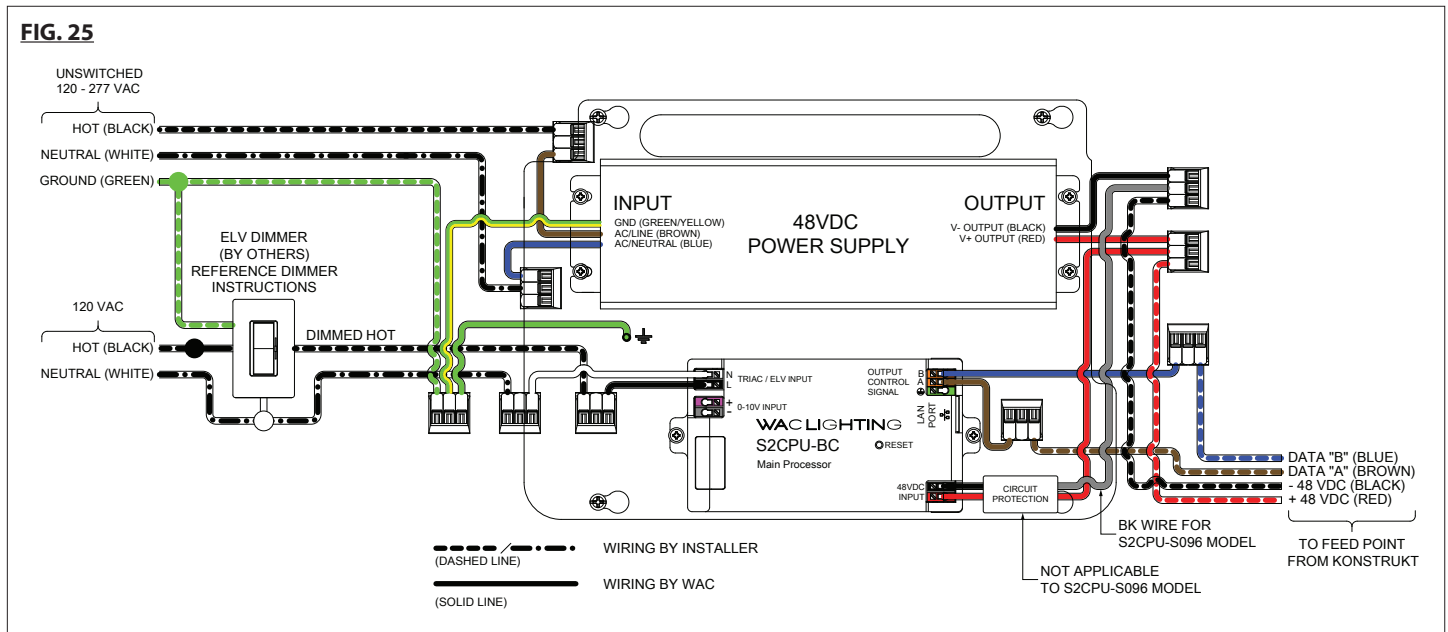 FIG. 25
UNSWITCHED
120 - 277 VAC
HOT (BLACK)
NEUTRAL (WHITE)
GROUND (GREEN)
ELV DIMMER
(BY OTHERS)
REFERENCE DIMMER
INSTRUCTIONS
120 VAC
HOT (BLACK)
NEUTRAL (WHITE)
DIMMED HOT
INPUT
GND (GREEN/YELLOW)
AC/LINE (BROWN)
AC/NEUTRAL (BLUE)
48VDC
POWER SUPPLY
OUTPUT
V- OUTPUT (BLACK)
V+ OUTPUT (RED)
N
L
TRIAC / ELV INPUT
+
-
0-10V INPUT
OUTPUT
CONTROL
SIGNAL
B
A
LAN
PORT
WAC LIGHTING
S2CPU-BC
Main Processor
RESET
48VDC
INPUT
CIRCUIT
PROTECTION
DATA "B" (BLUE)
DATA "A" (BROWN)
- 48 VDC (BLACK)
+ 48 VDC (RED)
TO FEED POINT
FROM KONSTRUKT
BK WIRE FOR
S2CPU-S096 MODEL
NOT APPLICABLE
TO S2CPU-S096 MODEL
WIRING BY INSTALLER
(DASHED LINE)
WIRING BY WAC
(SOLID LINE)